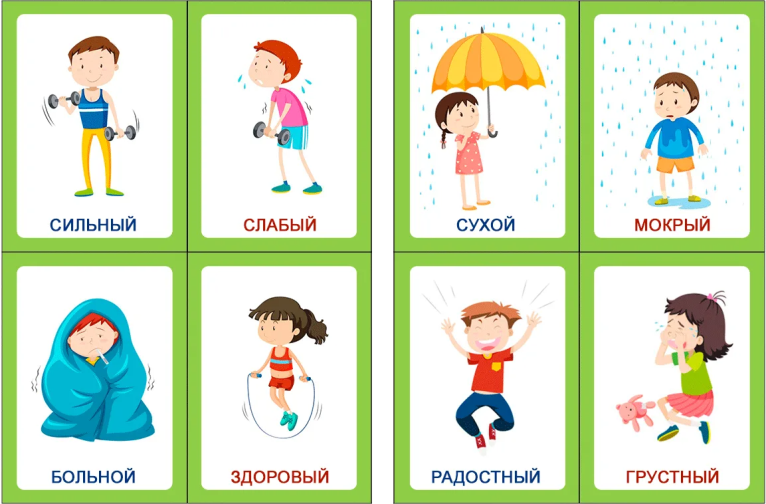 СИЛЬНЫЙ
СЛАБЫЙ
СУХОЙ
МОКРЫЙ
БОЛЬНОЙ
ЗДОРОВЫЙ
РАДОСТНЫЙ
ГРУСТНЫЙ